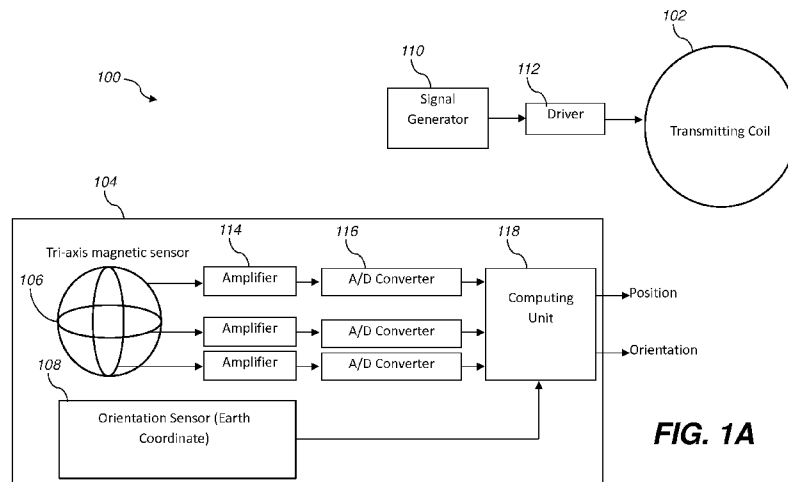 102
110
112
100
Signal
Generator
Driver
Transmitting Coil
104
Tri-axis magnetic sensor
114
116
118
106
Amplifier
A/D Converter
Computing
Unit
Position
Amplifier
A/D Converter
Amplifier
A/D Converter
Orientation
108
Orientation Sensor (Earth
Coordinate)
FIG. 1A